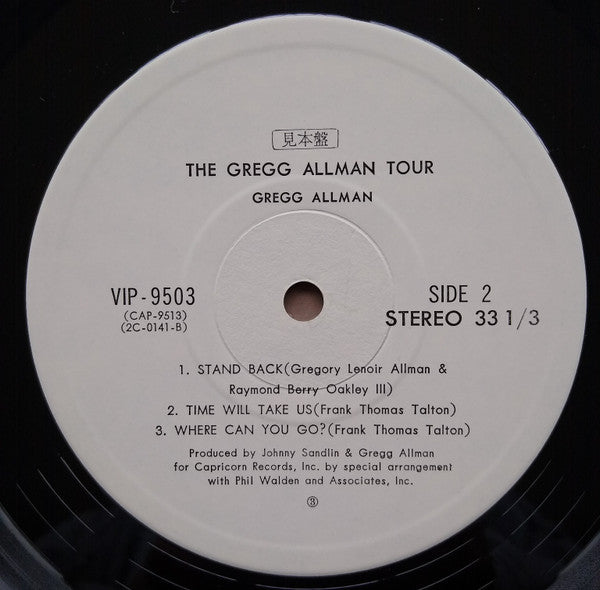 見本盤
THE GREGG ALLMAN TOUR
GREGG ALLMAN
VIP-9503
(CAP-9513)
(2C-0141-B)
SIDE 2
STEREO 33 1/3
1. STAND BACK(Gregory Lenoir Allman &
Raymond Berry Oakley III)
2. TIME WILL TAKE US(Frank Thomas Talton)
3. WHERE CAN YOU GO?(Frank Thomas Talton)
Produced by Johnny Sandlin & Gregg Allman
for Capricorn Records, Inc. by special arrangement
with Phil Walden and Associates, Inc.
③